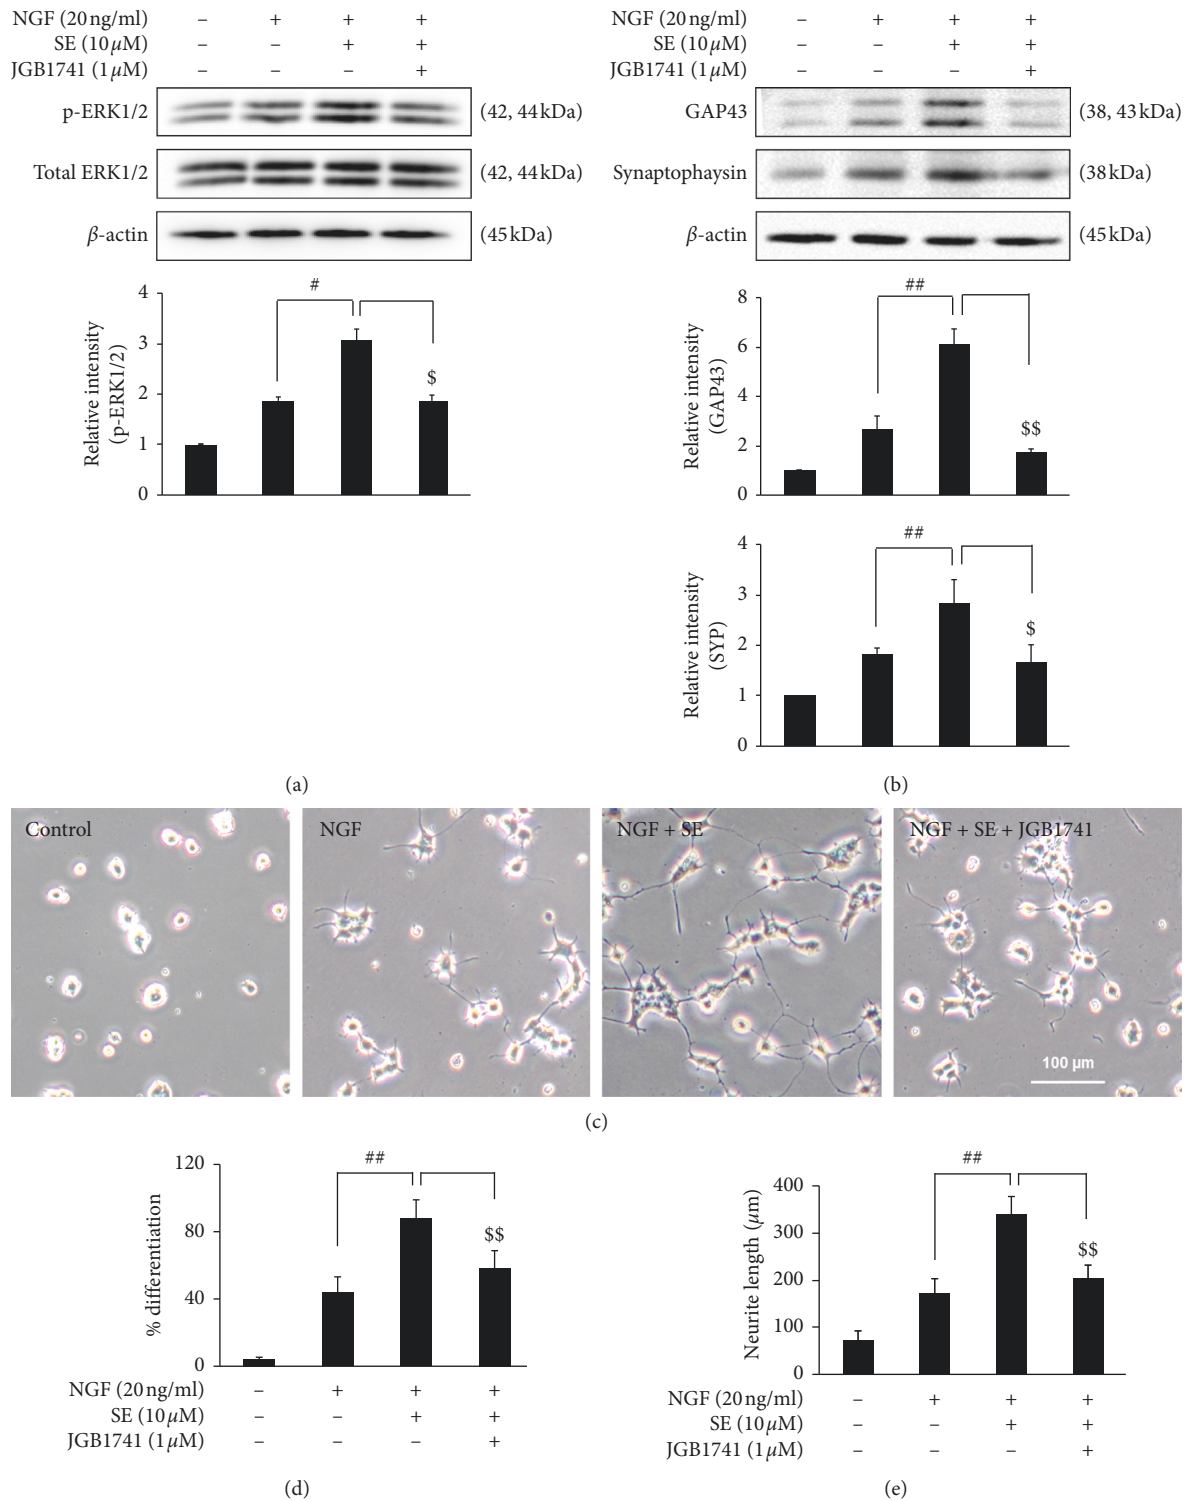 NGF (20 ng/ml) – + + +
SE (10 μM) – – + +
JGB1741 (1 μM) – – – +
p-ERK1/2 (42, 44 kDa)
Total ERK1/2 (42, 44 kDa)
β-actin (45 kDa)
4
3
2
1
0
Relative intensity
(p-ERK1/2)
#
$
(a)
NGF (20 ng/ml) – + + +
SE (10 μM) – – + +
JGB1741 (1 μM) – – – +
GAP43 (38, 43 kDa)
Synaptophaysin (38 kDa)
β-actin (45 kDa)
8
6
4
2
0
Relative intensity
(GAP43)
##
$$
4
3
2
1
0
Relative intensity
(SYP)
##
$
(b)
Control
NGF
NGF + SE
NGF + SE + JGB1741
100 μm
(c)
120
80
40
0
% differentiation
##
$$
NGF (20 ng/ml) – + + +
SE (10 μM) – – + +
JGB1741 (1 μM) – – – +
(d)
400
300
200
100
0
Neurite length (μm)
##
$$
NGF (20 ng/ml) – + + +
SE (10 μM) – – + +
JGB1741 (1 μM) – – – +
(e)